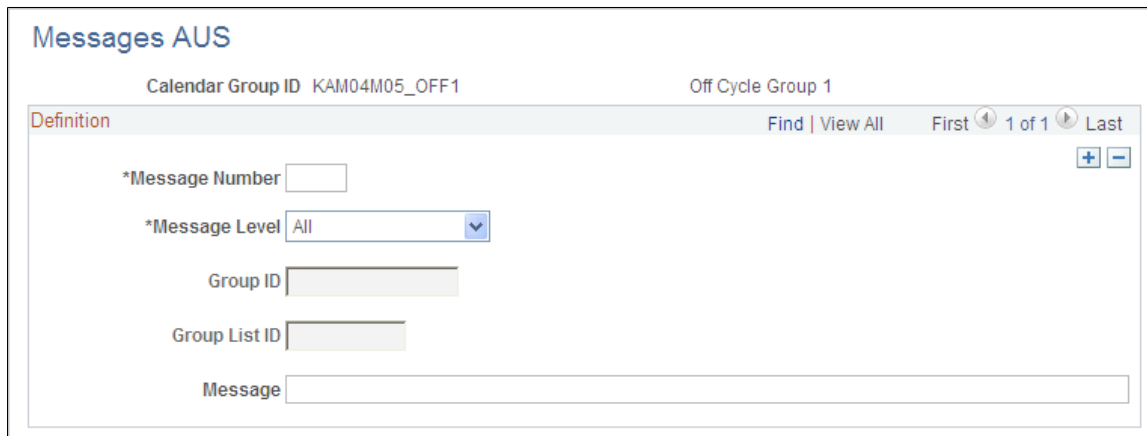 Messages AUS
Calendar Group ID KAM04M05_OFF1 Off Cycle Group 1
Definition Find | View All First 1 of 1 Last
*Message Number
*Message Level All
Group ID
Group List ID
Message